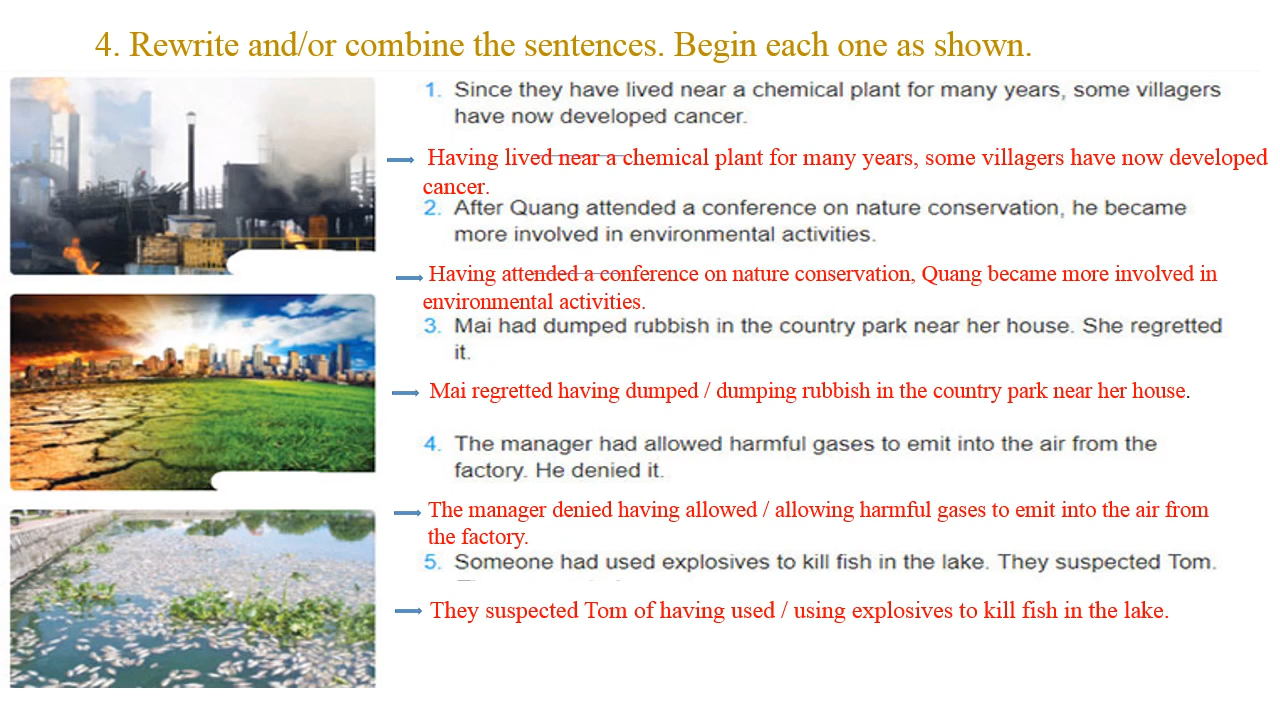 4. Rewrite and/or combine the sentences. Begin each one as shown.
1. Since they have lived near a chemical plant for many years, some villagers
have now developed cancer.
Having lived near a chemical plant for many years, some villagers have now developed
cancer.
2. After Quang attended a conference on nature conservation, he became
more involved in environmental activities.
Having attended a conference on nature conservation, Quang became more involved in
environmental activities.
3. Mai had dumped rubbish in the country park near her house. She regretted
it.
Mai regretted having dumped / dumping rubbish in the country park near her house.
4. The manager had allowed harmful gases to emit into the air from the
factory. He denied it.
The manager denied having allowed / allowing harmful gases to emit into the air from
the factory.
5. Someone had used explosives to kill fish in the lake. They suspected Tom.
They suspected Tom of having used / using explosives to kill fish in the lake.